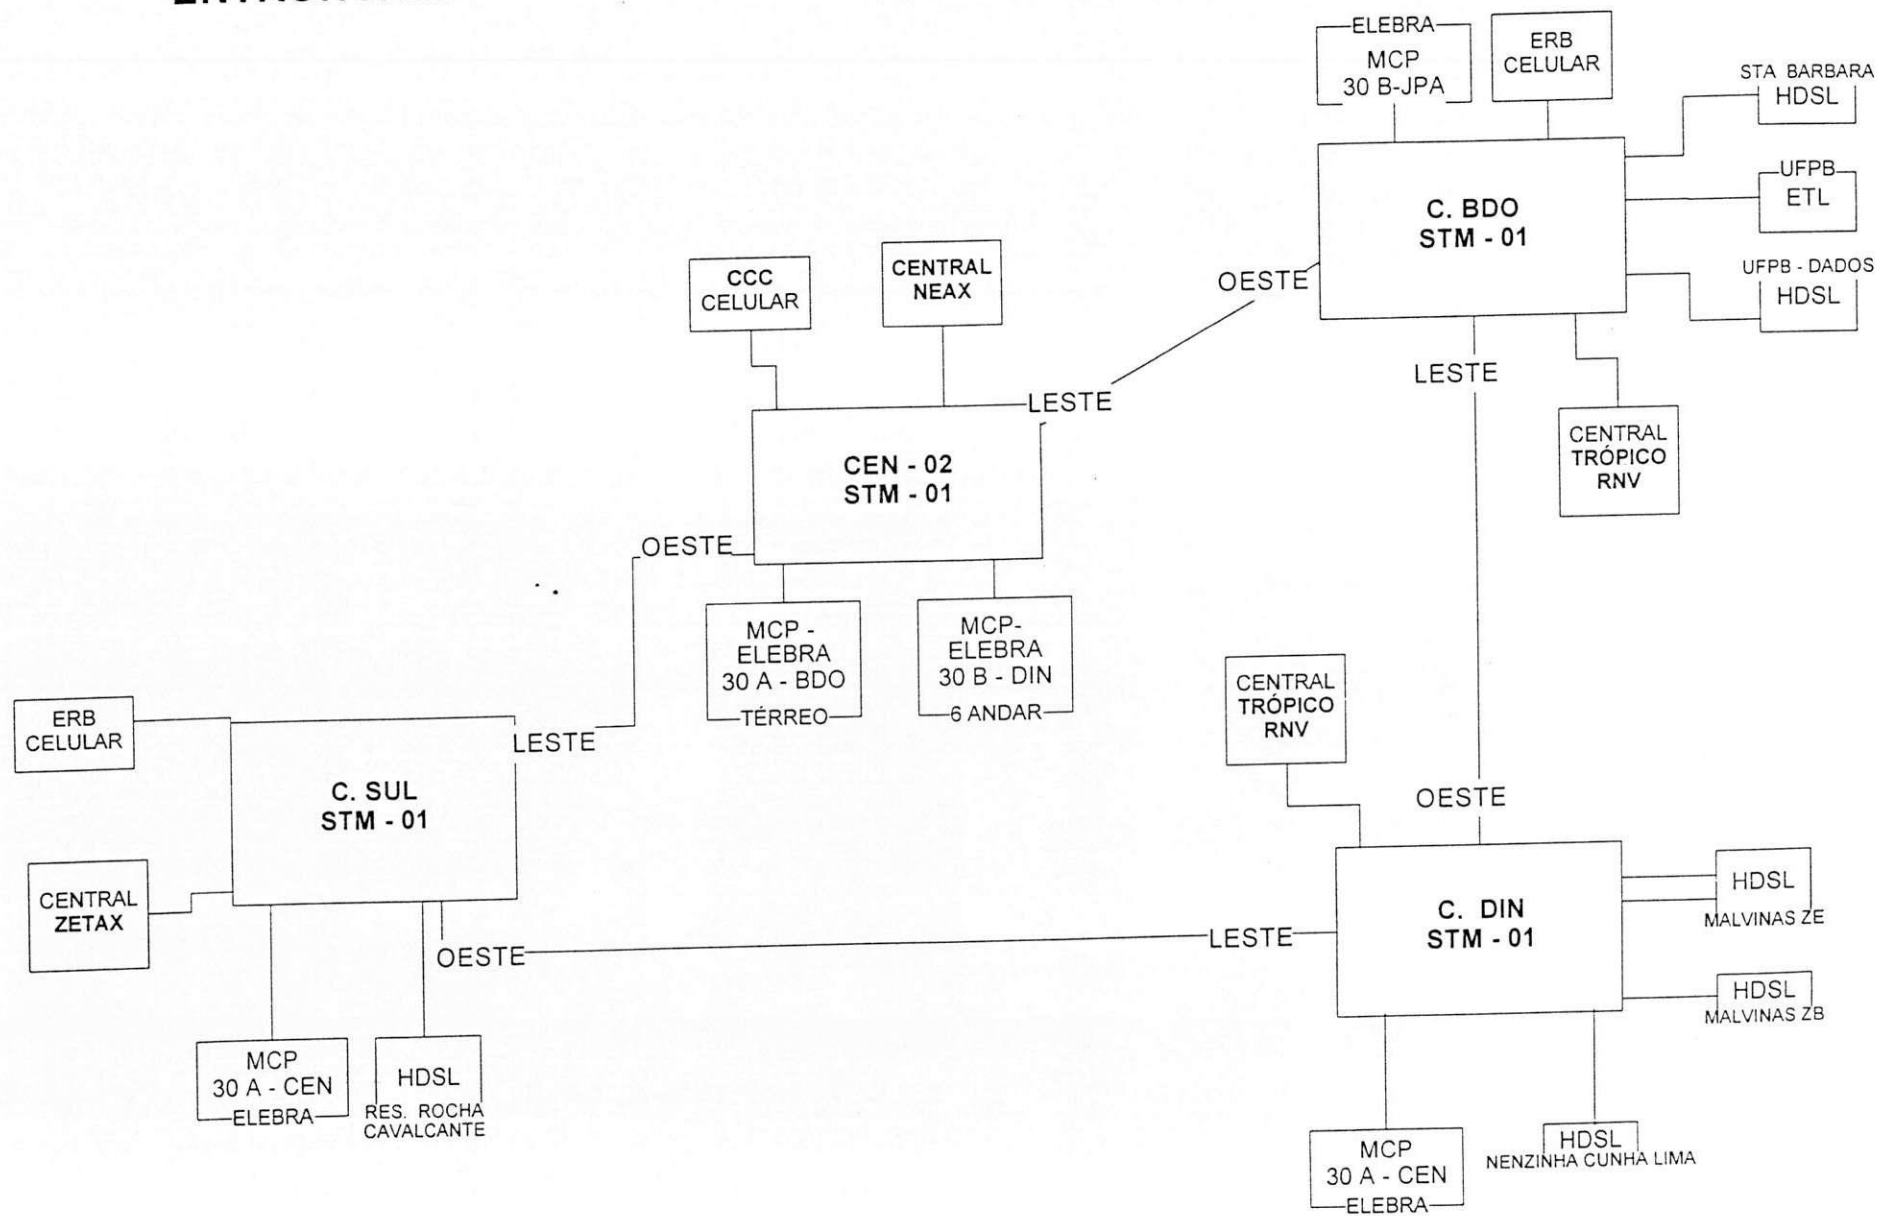 ELEBRA
MCP
30 B-JPA
ERB
CELULAR
STA BARBARA
HDSL
UFPB
ETL
UFPB - DADOS
HDSL
C. BDO
STM - 01
OESTE
LESTE
CENTRAL
TRÓPICO
RNV
CCC
CELULAR
CENTRAL
NEAX
LESTE
CEN - 02
STM - 01
OESTE
MCP -
ELEBRA
30 A - BDO
TÉRREO
MCP-
ELEBRA
30 B - DIN
6 ANDAR
ERB
CELULAR
LESTE
C. SUL
STM - 01
CENTRAL
ZETAX
OESTE
MCP
30 A - CEN
ELEBRA
HDSL
RES. ROCHA
CAVALCANTE
CENTRAL
TRÓPICO
RNV
OESTE
C. DIN
STM - 01
LESTE
HDSL
MALVINAS ZE
HDSL
MALVINAS ZB
MCP
30 A - CEN
ELEBRA
HDSL
NENZINHA CUNHA LIMA